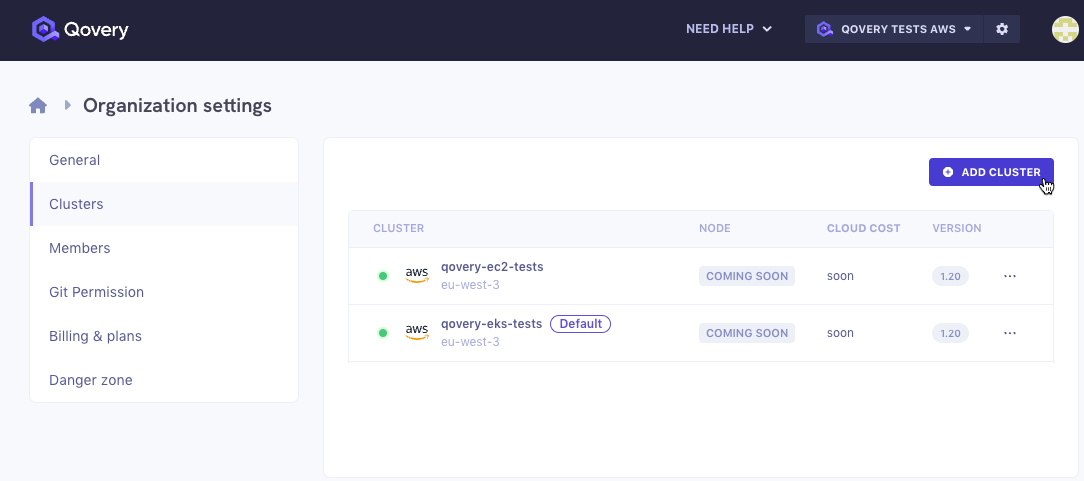 Qovery
NEED HELP
QOVERY TESTS AWS
Organization settings
General
Clusters
Members
Git Permission
Billing & plans
Danger zone
ADD CLUSTER
CLUSTER NODE CLOUD COST VERSION
aws qovery-ec2-tests COMING SOON soon 1.20 ...
eu-west-3
aws qovery-eks-tests Default COMING SOON soon 1.20 ...
eu-west-3